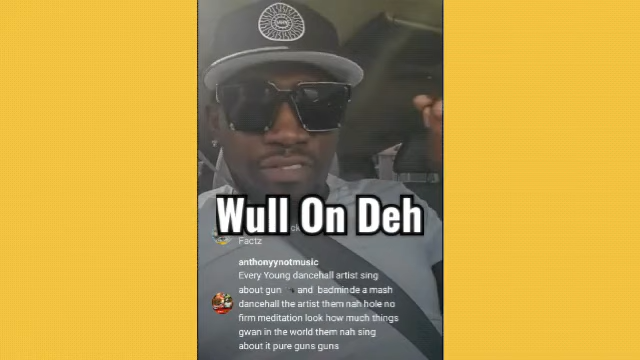 Wull On Deh
Factz
anthonyynotmusic
Every Young dancehall artist sing
about gun 🔫 and badminde a mash
dancehall the artist them nah hole no
firm meditation look how much things
gwan in the world them nah sing
about it pure guns guns